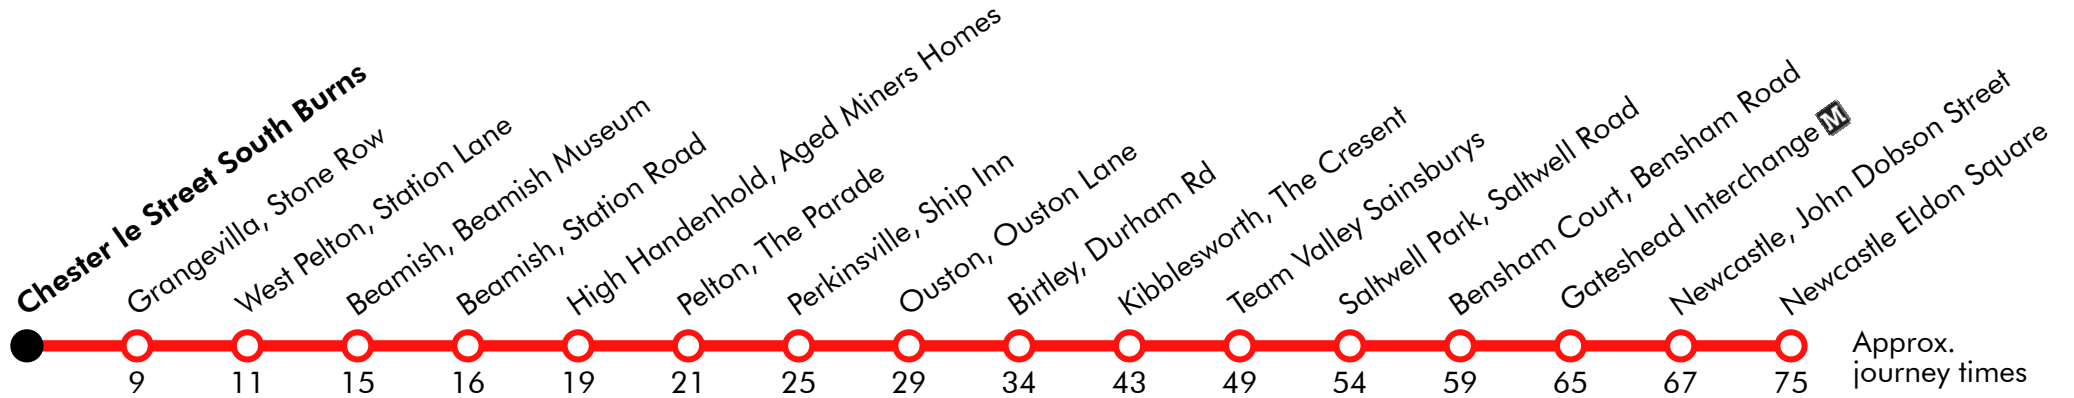 Chester le Street South Burns
Grangevilla, Stone Row
West Pelton, Station Lane
Beamish, Beamish Museum
Beamish, Station Road
High Handenhold, Aged Miners Homes
Pelton, The Parade
Perkinsville, Ship Inn
Ouston, Ouston Lane
Birtley, Durham Rd
Kibblesworth, The Cresent
Team Valley Sainsburys
Saltwell Park, Saltwell Road
Bensham Court, Bensham Road
Gateshead Interchange M
Newcastle, John Dobson Street
Newcastle Eldon Square
9 11 15 16 19 21 25 29 34 43 49 54 59 65 67 75
Approx.
journey times